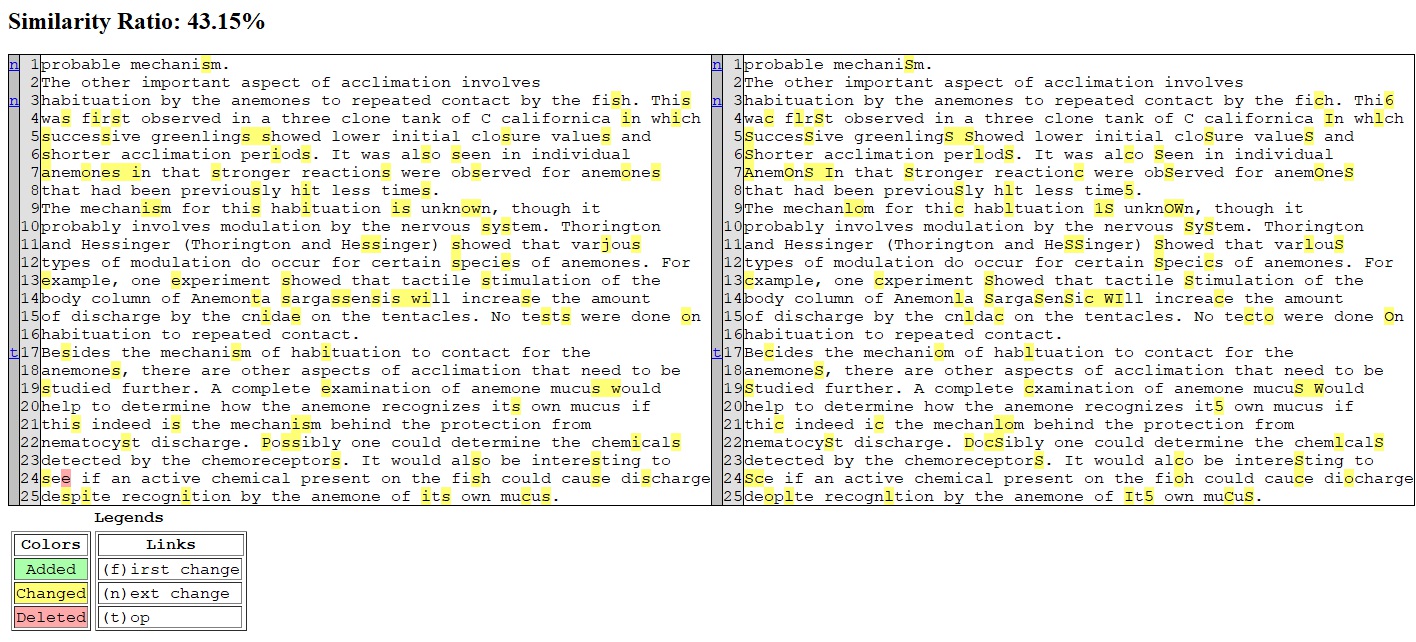 Similarity Ratio: 43.15%
n 1 probable mechanism. n 1 probable mechaniSm.
2 The other important aspect of acclimation involves 2 The other important aspect of acclimation involves
n 3 habituation by the anemones to repeated contact by the fish. This n 3 habituation by the anemones to repeated contact by the fich. Thi6
4 was first observed in a three clone tank of C californica in which 4 wac flrSt observed in a three clone tank of C californica In whlch
5 successive greenlings showed lower initial closure values and 5 SuccesSive greenlingS Showed lower initial cloSure valueS and
6 shorter acclimation periods. It was also seen in individual 6 Shorter acclimation perlodS. It was alco Seen in individual
7 anemones in that stronger reactions were observed for anemones 7 AnemOnS In that Stronger reactionc were obServed for anemOneS
8 that had been previously hit less times. 8 that had been previouSly hlt less time5.
9 The mechanism for this habituation is unknown, though it 9 The mechanlom for thic habltuation 1S unknOWn, though it
10 probably involves modulation by the nervous system. Thorington 10 probably involves modulation by the nervous SyStem. Thorington
11 and Hessinger (Thorington and Hessinger) showed that varjous 11 and Hessinger (Thorington and HeSSinger) Showed that varlouS
12 types of modulation do occur for certain species of anemones. For 12 types of modulation do occur for certain Specics of anemones. For
13 example, one experiment showed that tactile stimulation of the 13 cxample, one cxperiment Showed that tactile Stimulation of the
14 body column of Anemonta sargassensis will increase the amount 14 body column of Anemonla SargaSenSic WIll increace the amount
15 of discharge by the cnidae on the tentacles. No tests were done on 15 of discharge by the cnldac on the tentacles. No tecto were done On
16 habituation to repeated contact. 16 habituation to repeated contact.
t 17 Besides the mechanism of habituation to contact for the t 17 Becides the mechaniom of habltuation to contact for the
18 anemones, there are other aspects of acclimation that need to be 18 anemoneS, there are other aspects of acclimation that need to be
19 studied further. A complete examination of anemone mucus would 19 Studied further. A complete cxamination of anemone mucuS Would
20 help to determine how the anemone recognizes its own mucus if 20 help to determine how the anemone recognizes it5 own mucus if
21 this indeed is the mechanism behind the protection from 21 thic indeed ic the mechanlom behind the protection from
22 nematocyst discharge. Possibly one could determine the chemicals 22 nematocySt discharge. DocSibly one could determine the chemlcalS
23 detected by the chemoreceptors. It would also be interesting to 23 detected by the chemoreceptorS. It would alco be intereSting to
24 see if an active chemical present on the fish could cause discharge 24 Sce if an active chemical present on the fioh could cauce diocharge
25 despite recognition by the anemone of its own mucus. 25 deoplte recognltion by the anemone of It5 own muCuS.
Legends
Colors Links
Added (f)irst change
Changed (n)ext change
Deleted (t)op